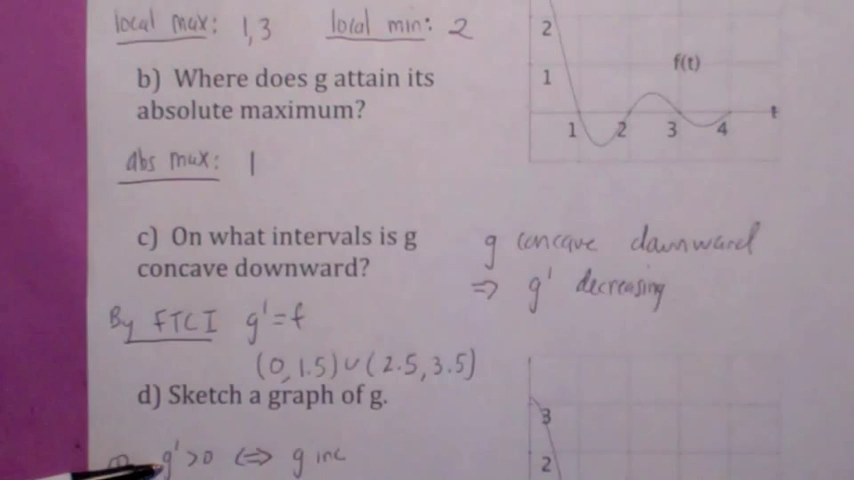 local max: 1,3 local min: 2
b) Where does g attain its
absolute maximum?
abs max: 1
c) On what intervals is g
concave downward?
g concave downward
⇒ g' decreasing
By FTCI g'=f
(0,1.5)∪(2.5,3.5)
d) Sketch a graph of g.
g'>0 ⇔ g inc
2
1
f(t)
1 2 3 4 t
3
2